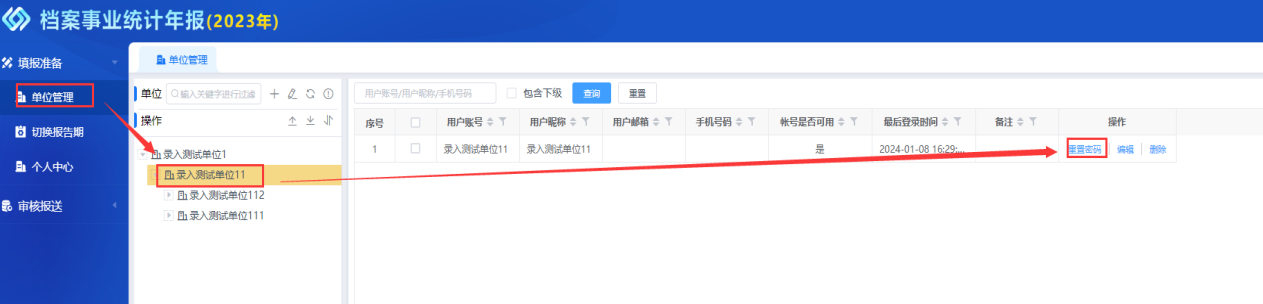 档案事业统计年报(2023年)
填报准备
单位管理
切换报告期
个人中心
审核报送
单位管理
单位 输入关键字进行过滤
操作
录入测试单位1
录入测试单位11
录入测试单位112
录入测试单位111
用户账号/用户昵称/手机号码 包含下级 查询 重置
序号 用户账号 用户昵称 用户邮箱 手机号码 帐号是否可用 最后登录时间 备注 操作
1 录入测试单位11 录入测试单位11 是 2024-01-08 16:29:... 重置密码 编辑 删除